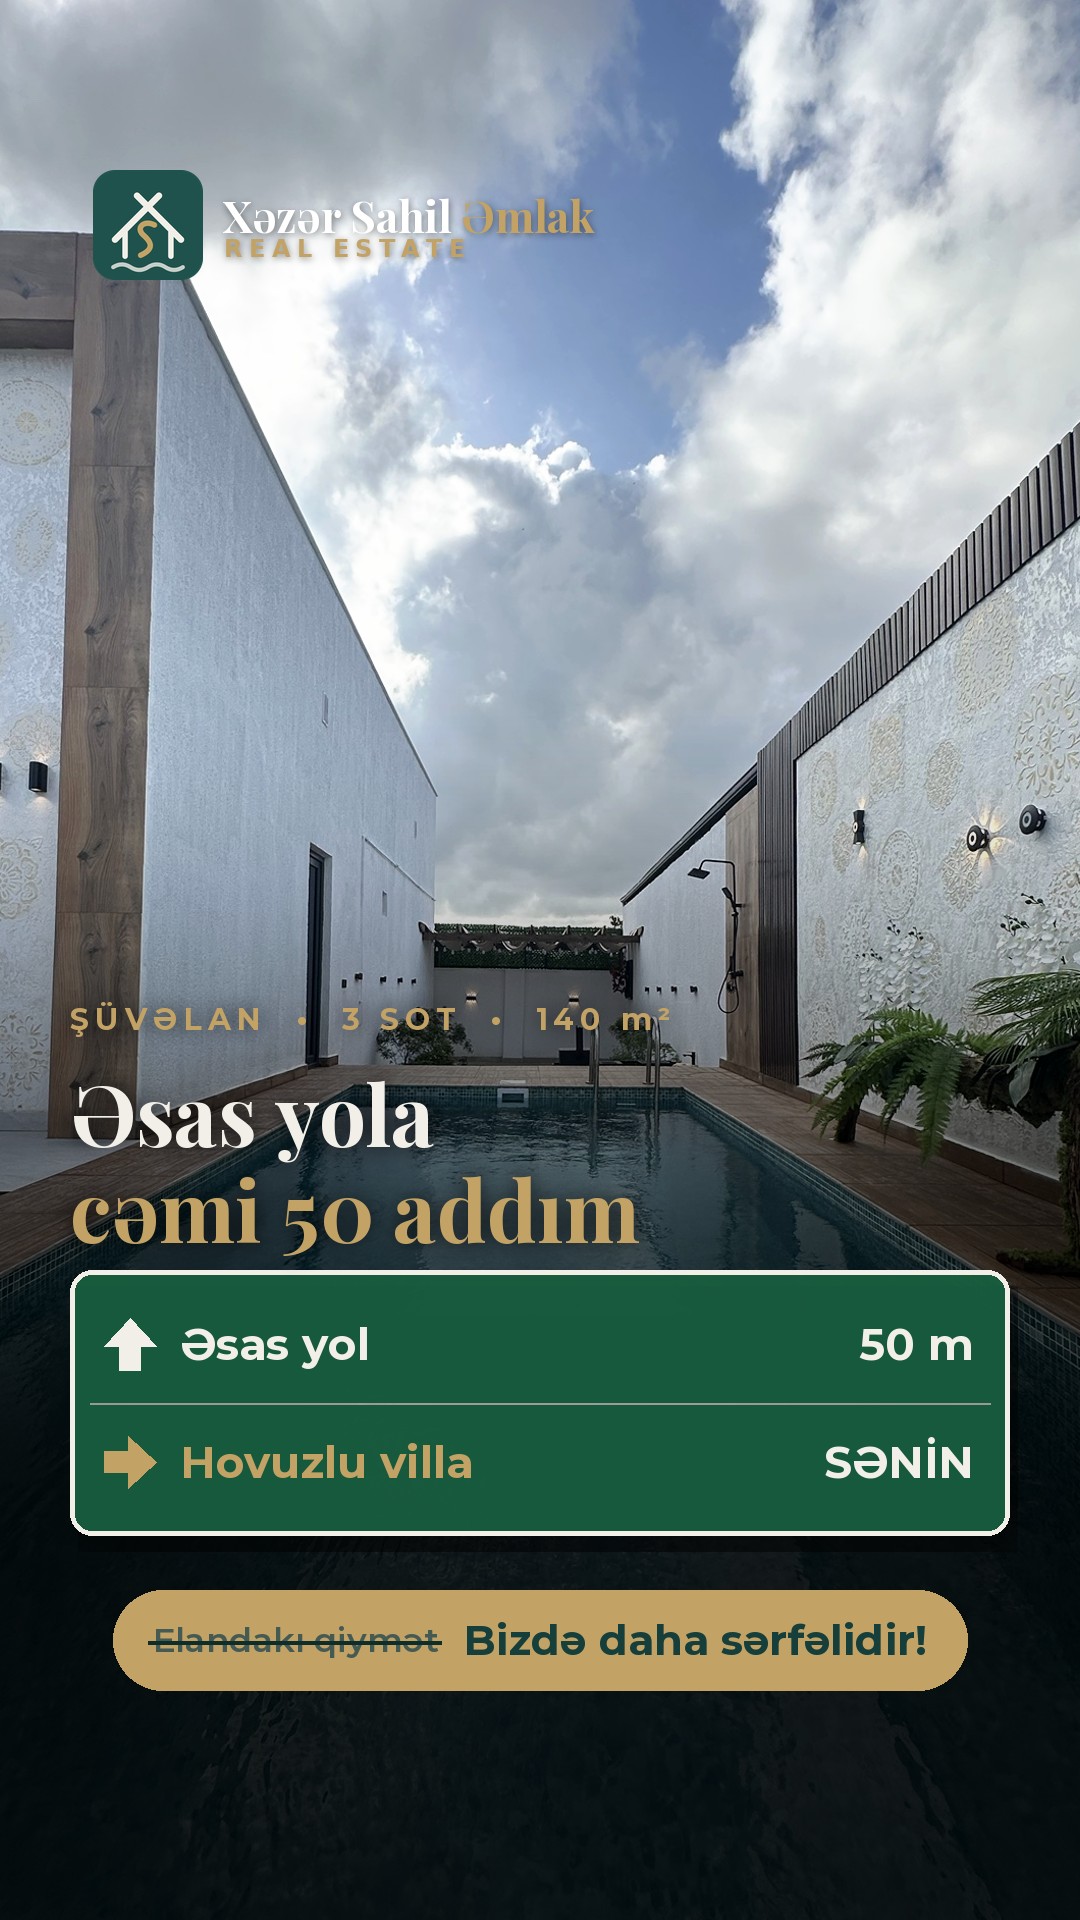 Xəzər Sahil Əmlak
REAL ESTATE
ŞÜVƏLAN • 3 SOT • 140 m²
Əsas yola
cəmi 50 addım
Əsas yol 50 m
Hovuzlu villa SƏNİN
Elandakı qiymət Bizdə daha sərfəlidir!